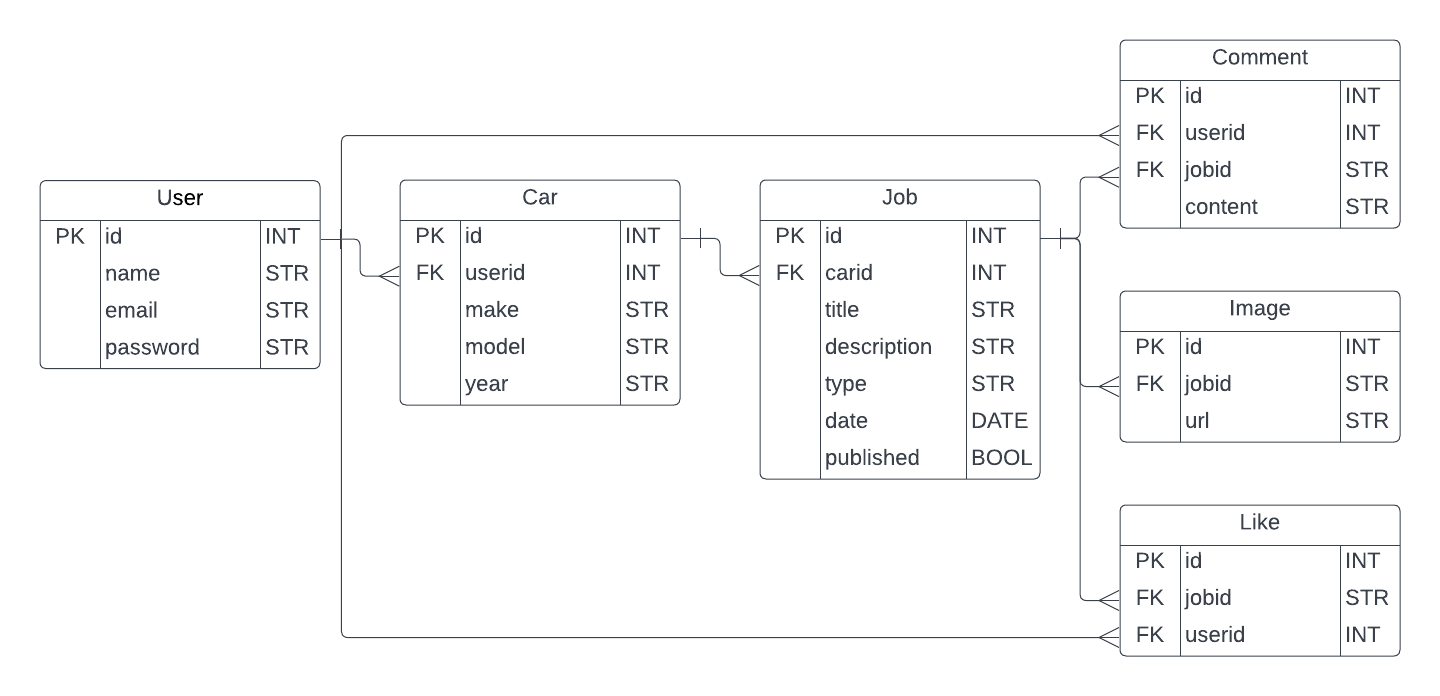 User
PK id INT
name STR
email STR
password STR
Car
PK id INT
FK userid INT
make STR
model STR
year STR
Job
PK id INT
FK carid INT
title STR
description STR
type STR
date DATE
published BOOL
Comment
PK id INT
FK userid INT
FK jobid STR
content STR
Image
PK id INT
FK jobid STR
url STR
Like
PK id INT
FK jobid STR
FK userid INT